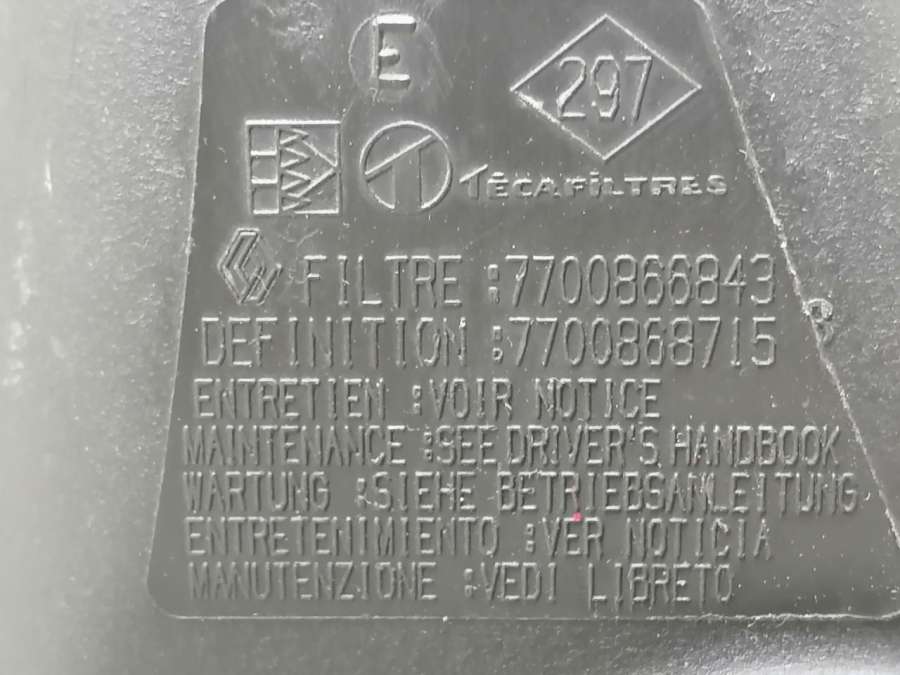 E
297
TÊCAFILTRES
FILTRE :7700866843
DEFINITION :7700868715
B
ENTRETIEN :VOIR NOTICE
MAINTENANCE :SEE DRIVER'S HANDBOOK
WARTUNG :SIEHE BETRIEBSANLEITUNG
ENTRETENIMIENTO :VER NOTICIA
MANUTENZIONE :VEDI LIBRETO